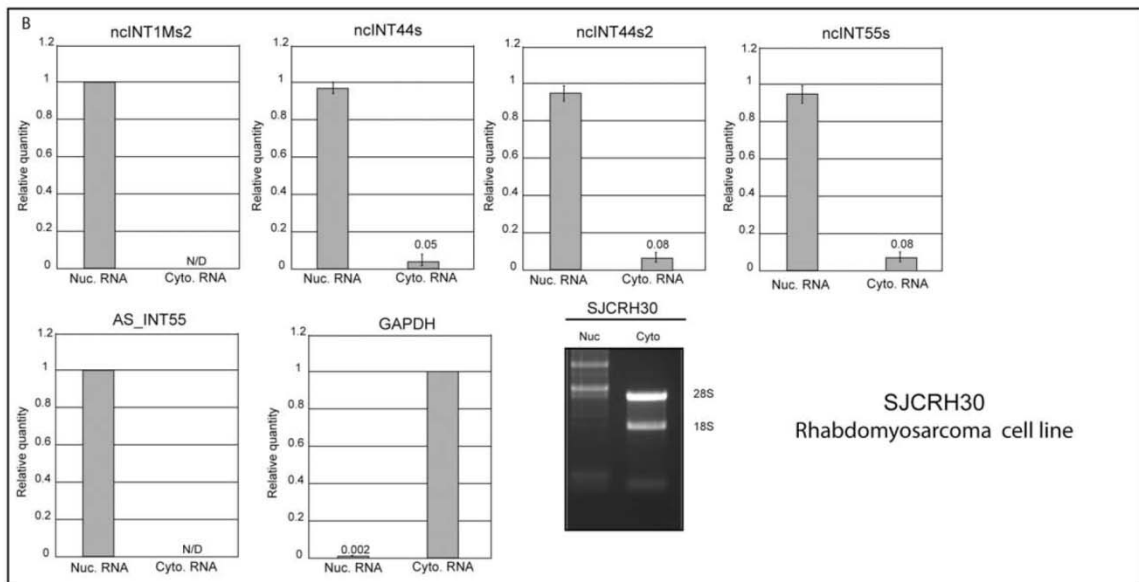 B
ncINT1Ms2
1.2
1
0.8
0.6
0.4
0.2
0
Relative quantity
N/D
Nuc. RNA Cyto. RNA
ncINT44s
1.2
1
0.8
0.6
0.4
0.2
0
Relative quantity
0.05
Nuc. RNA Cyto. RNA
ncINT44s2
1.2
1
0.8
0.6
0.4
0.2
0
Relative quantity
0.08
Nuc. RNA Cyto. RNA
ncINT55s
1.2
1
0.8
0.6
0.4
0.2
0
Relative quantity
0.08
Nuc. RNA Cyto. RNA
AS_INT55
1.2
1
0.8
0.6
0.4
0.2
0
Relative quantity
N/D
Nuc. RNA Cyto. RNA
GAPDH
1.2
1
0.8
0.6
0.4
0.2
0
Relative quantity
0.002
Nuc. RNA Cyto. RNA
SJCRH30
Nuc Cyto
28S
18S
SJCRH30
Rhabdomyosarcoma cell line